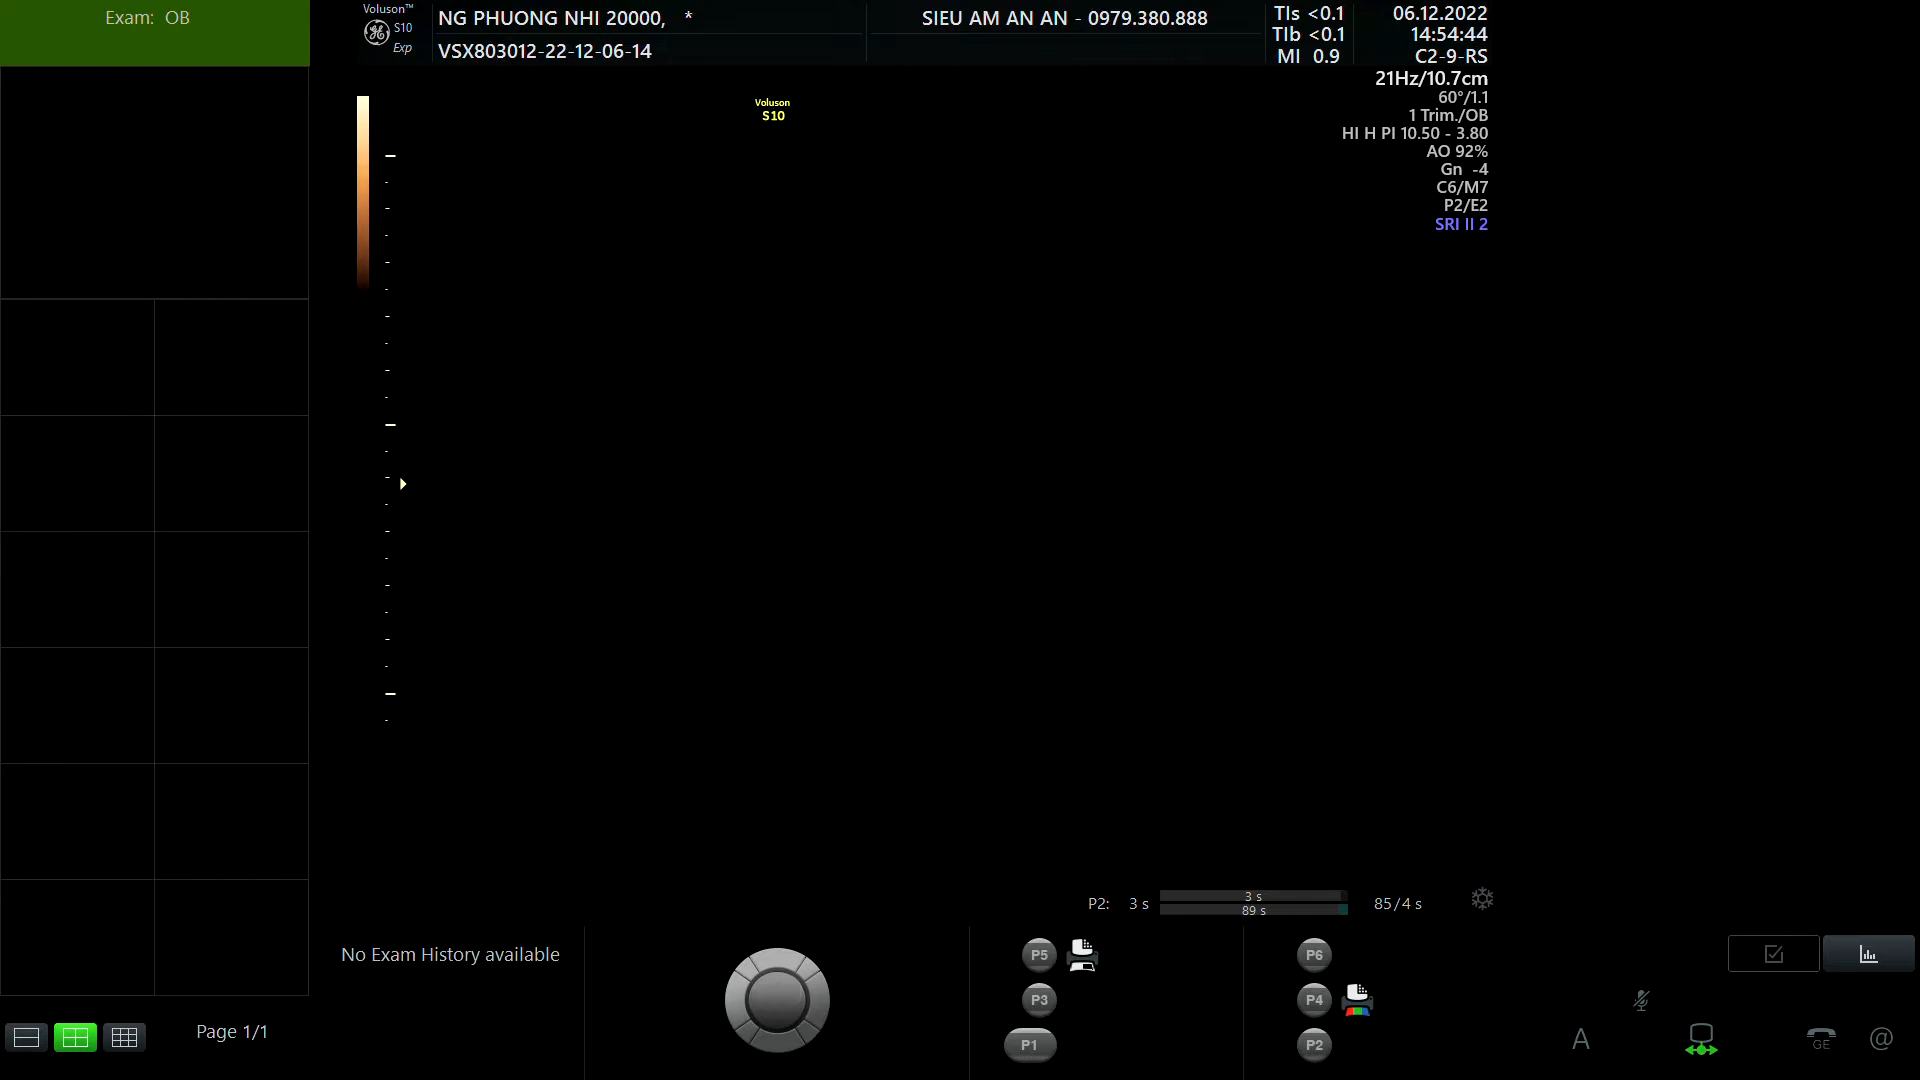 Exam: OB
Voluson™
S10
Exp
NG PHUONG NHI 20000, *
VSX803012-22-12-06-14
SIEU AM AN AN - 0979.380.888
TIs <0.1
TIb <0.1
MI 0.9
06.12.2022
14:54:44
C2-9-RS
21Hz/10.7cm
60°/1.1
1 Trim./OB
HI H PI 10.50 - 3.80
AO 92%
Gn -4
C6/M7
P2/E2
SRI II 2
Voluson
S10
P2: 3 s
3 s
89 s
85/4 s
No Exam History available
P5
P3
P1
P6
P4
P2
Page 1/1
A
GE
@